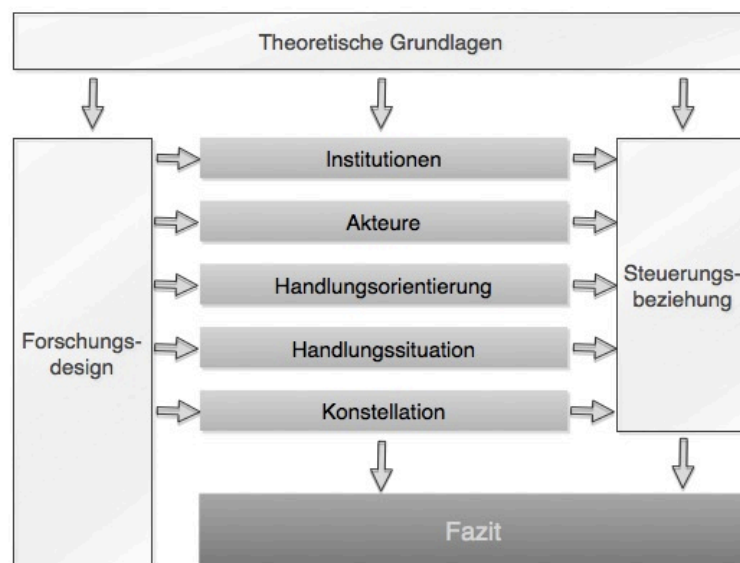 Theoretische Grundlagen
Institutionen
Akteure
Handlungsorientierung
Handlungssituation
Konstellation
Forschungs-
design
Steuerungs-
beziehung
Fazit